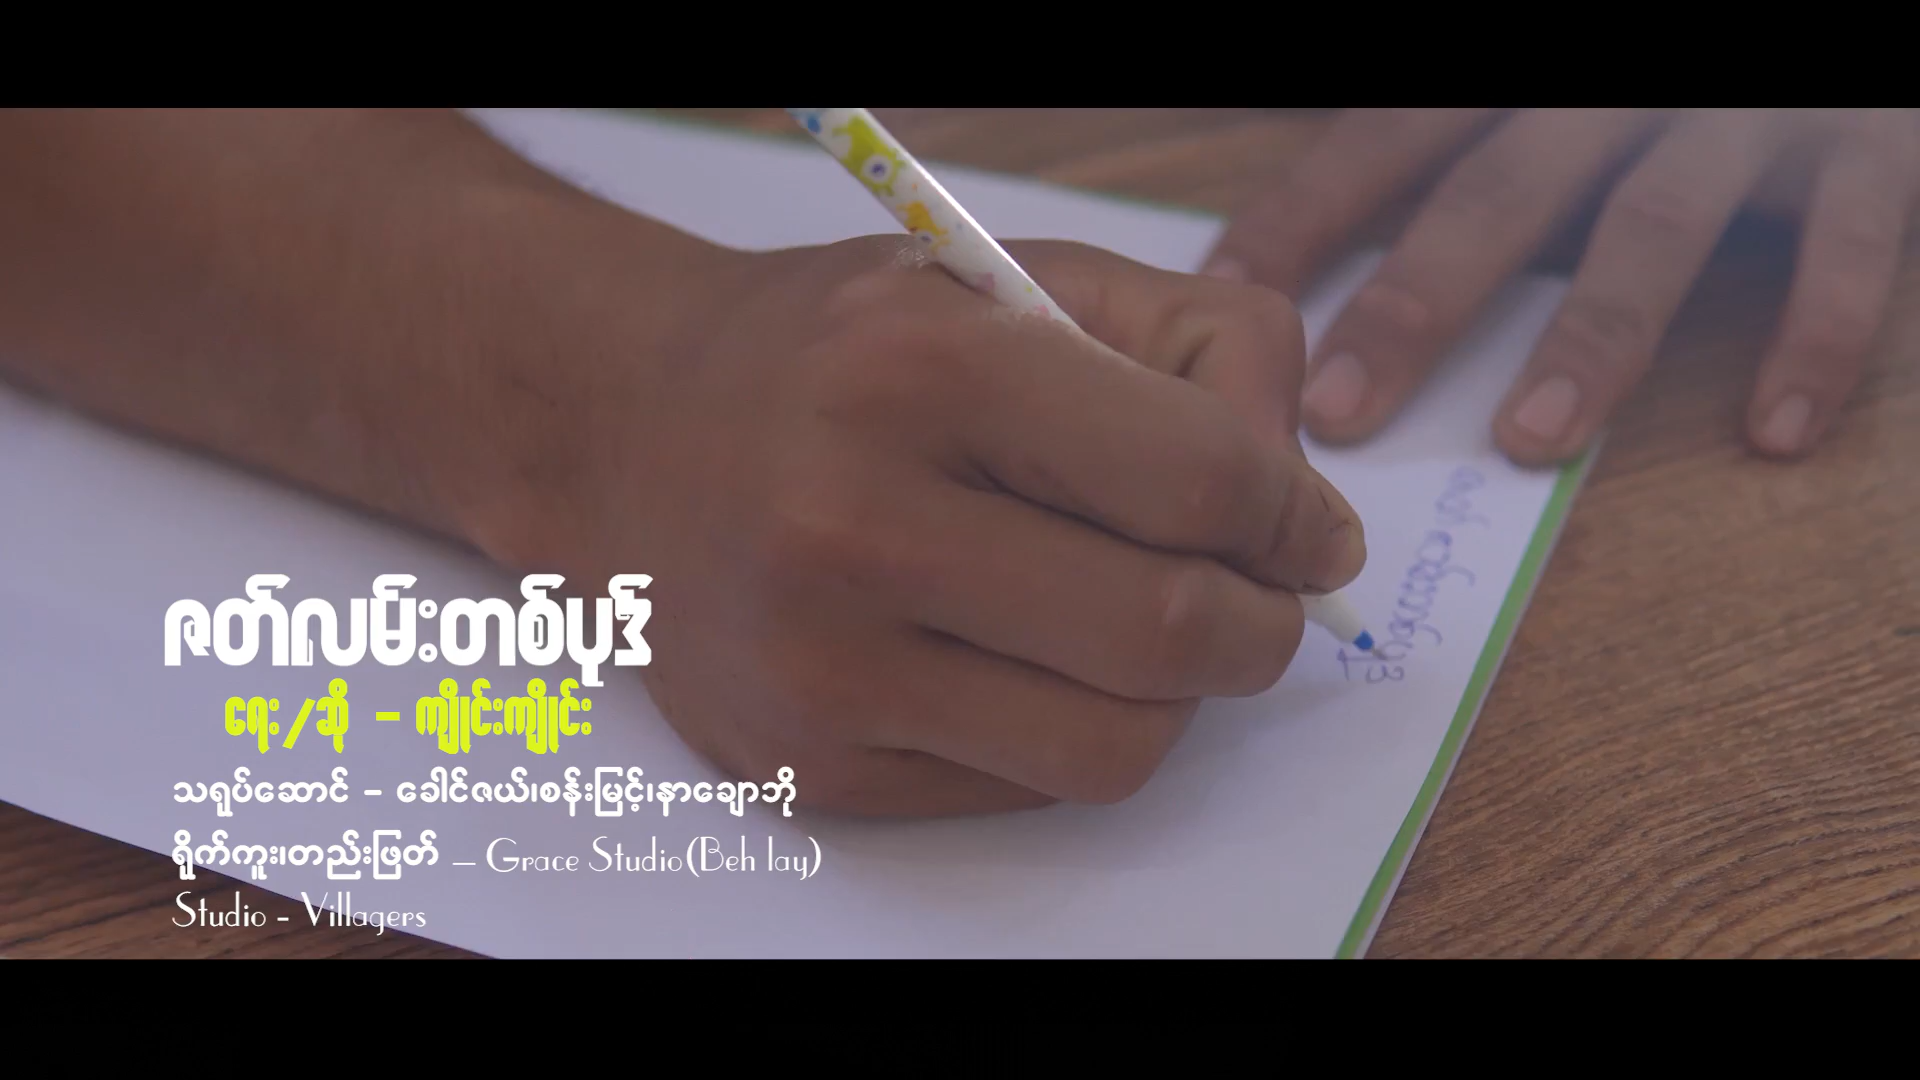 ဇတ်လမ်းတစ်ပုဒ်
ရေး/ဆို - ကျိုင်းကျိုင်း
သရုပ်ဆောင် - ခေါင်ဇယ်၊စန်းမြင့်၊နာချောဘို
ရိုက်ကူး၊တည်းဖြတ် - Grace Studio(Beh lay)
Studio - Villagers